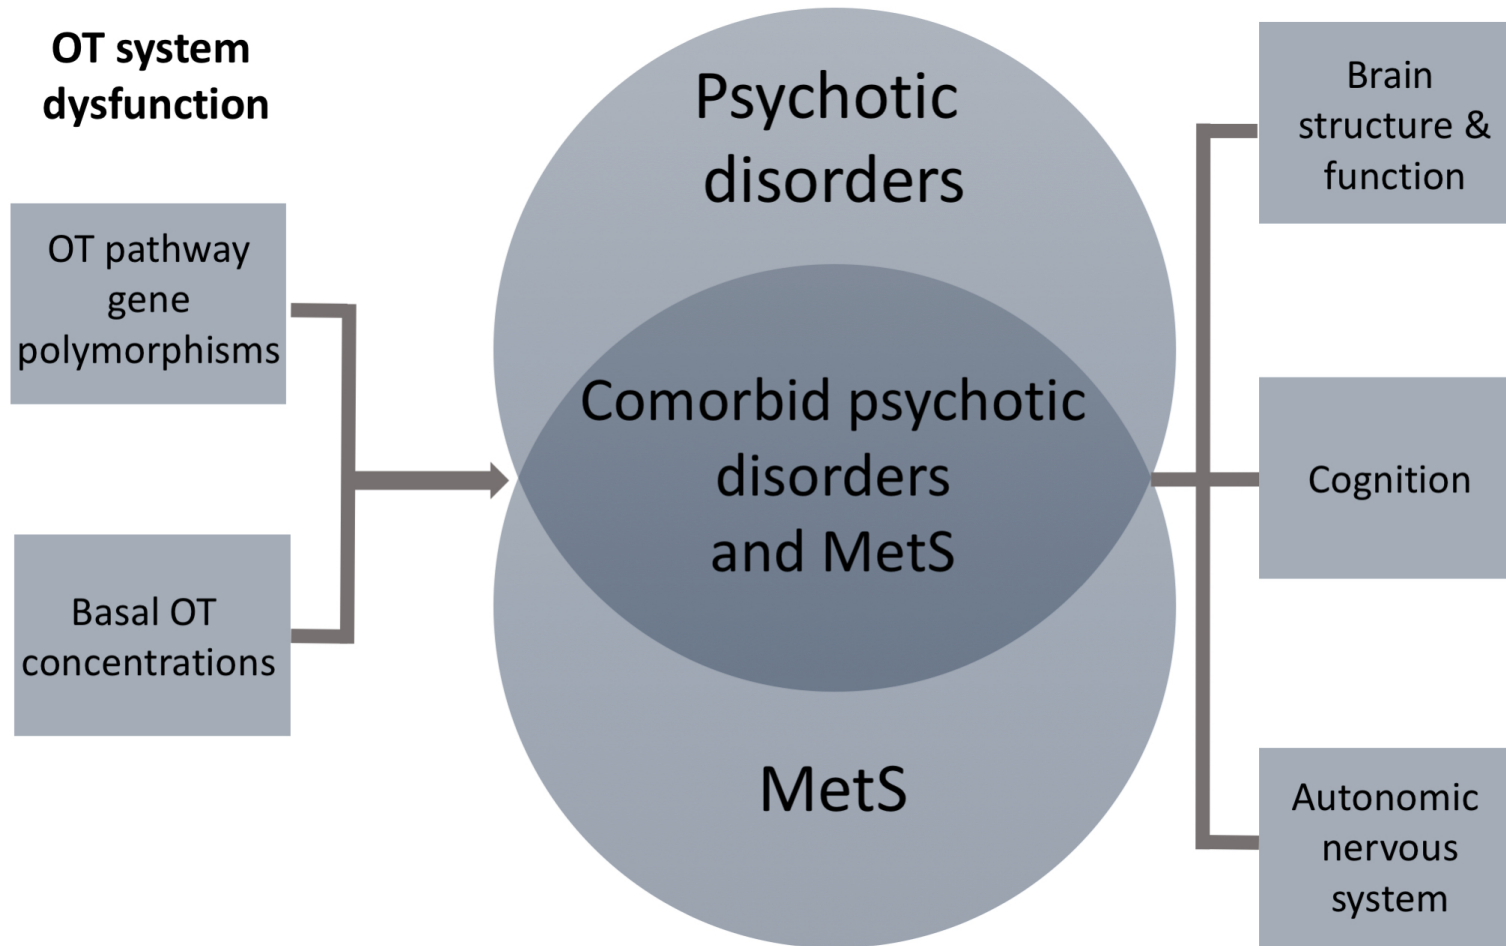 OT system
dysfunction
OT pathway
gene
polymorphisms
Basal OT
concentrations
Psychotic
disorders
Comorbid psychotic
disorders
and MetS
MetS
Brain
structure &
function
Cognition
Autonomic
nervous
system